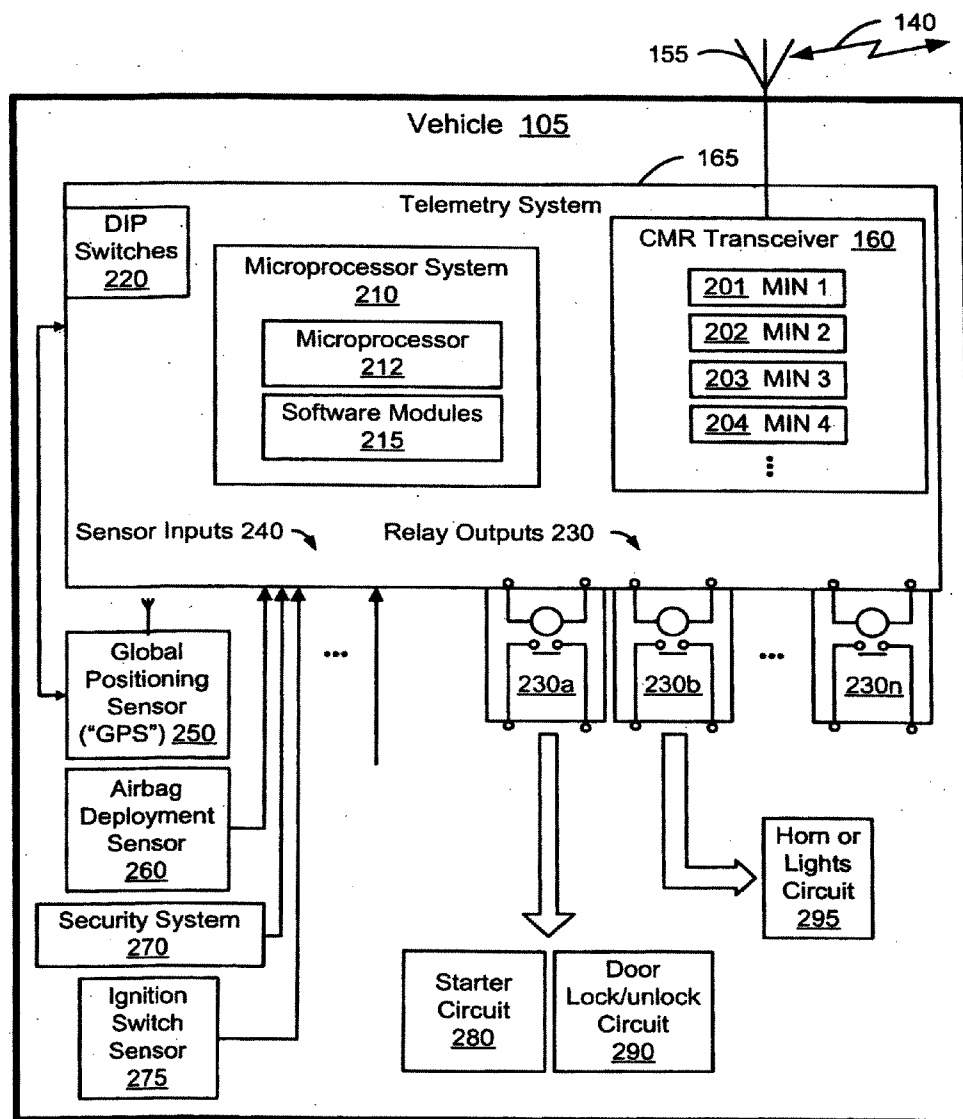 140
155
Vehicle 105
165
Telemetry System
DIP
Switches
220
Microprocessor System
210
Microprocessor
212
Software Modules
215
CMR Transceiver 160
201 MIN 1
202 MIN 2
203 MIN 3
204 MIN 4
Sensor Inputs 240
Relay Outputs 230
230a
230b
230n
Global
Positioning
Sensor
("GPS") 250
Airbag
Deployment
Sensor
260
Security System
270
Ignition
Switch
Sensor
275
Starter
Circuit
280
Door
Lock/unlock
Circuit
290
Horn or
Lights
Circuit
295